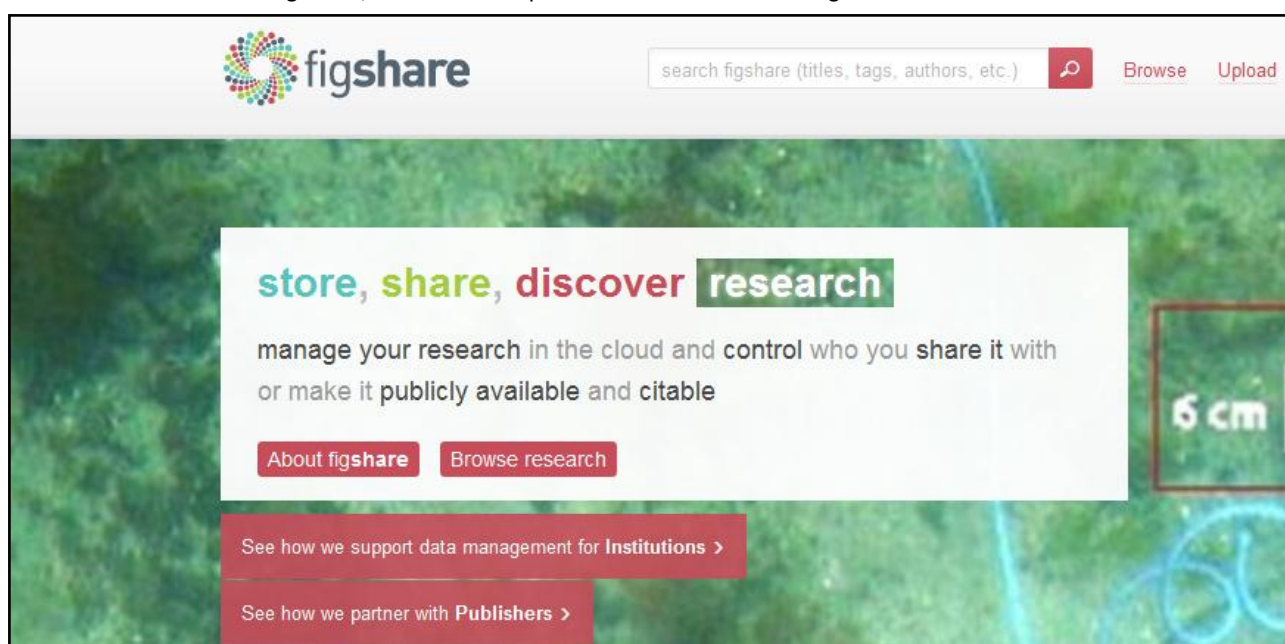 figshare
search figshare (titles, tags, authors, etc.)
Browse
Upload
store, share, discover research
manage your research in the cloud and control who you share it with
or make it publicly available and citable
About figshare
Browse research
6 cm
See how we support data management for Institutions >
See how we partner with Publishers >